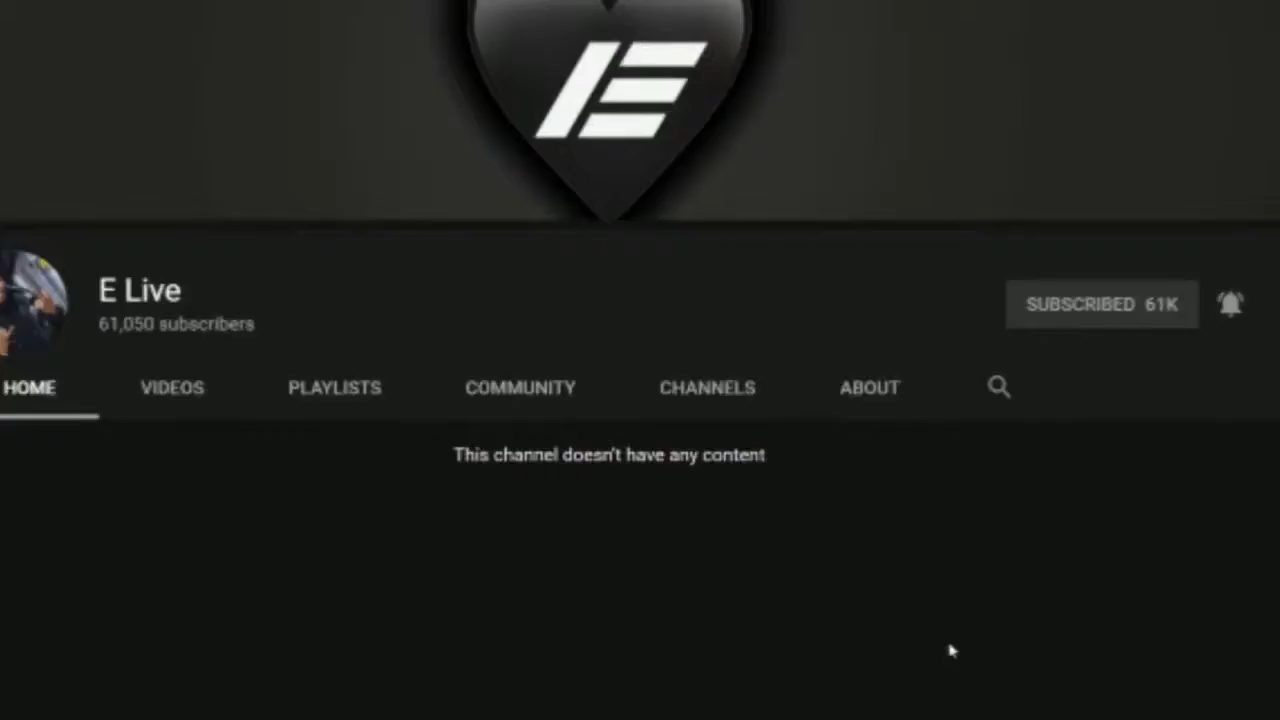 E
E Live
61,050 subscribers
SUBSCRIBED 61K
HOME VIDEOS PLAYLISTS COMMUNITY CHANNELS ABOUT
This channel doesn't have any content